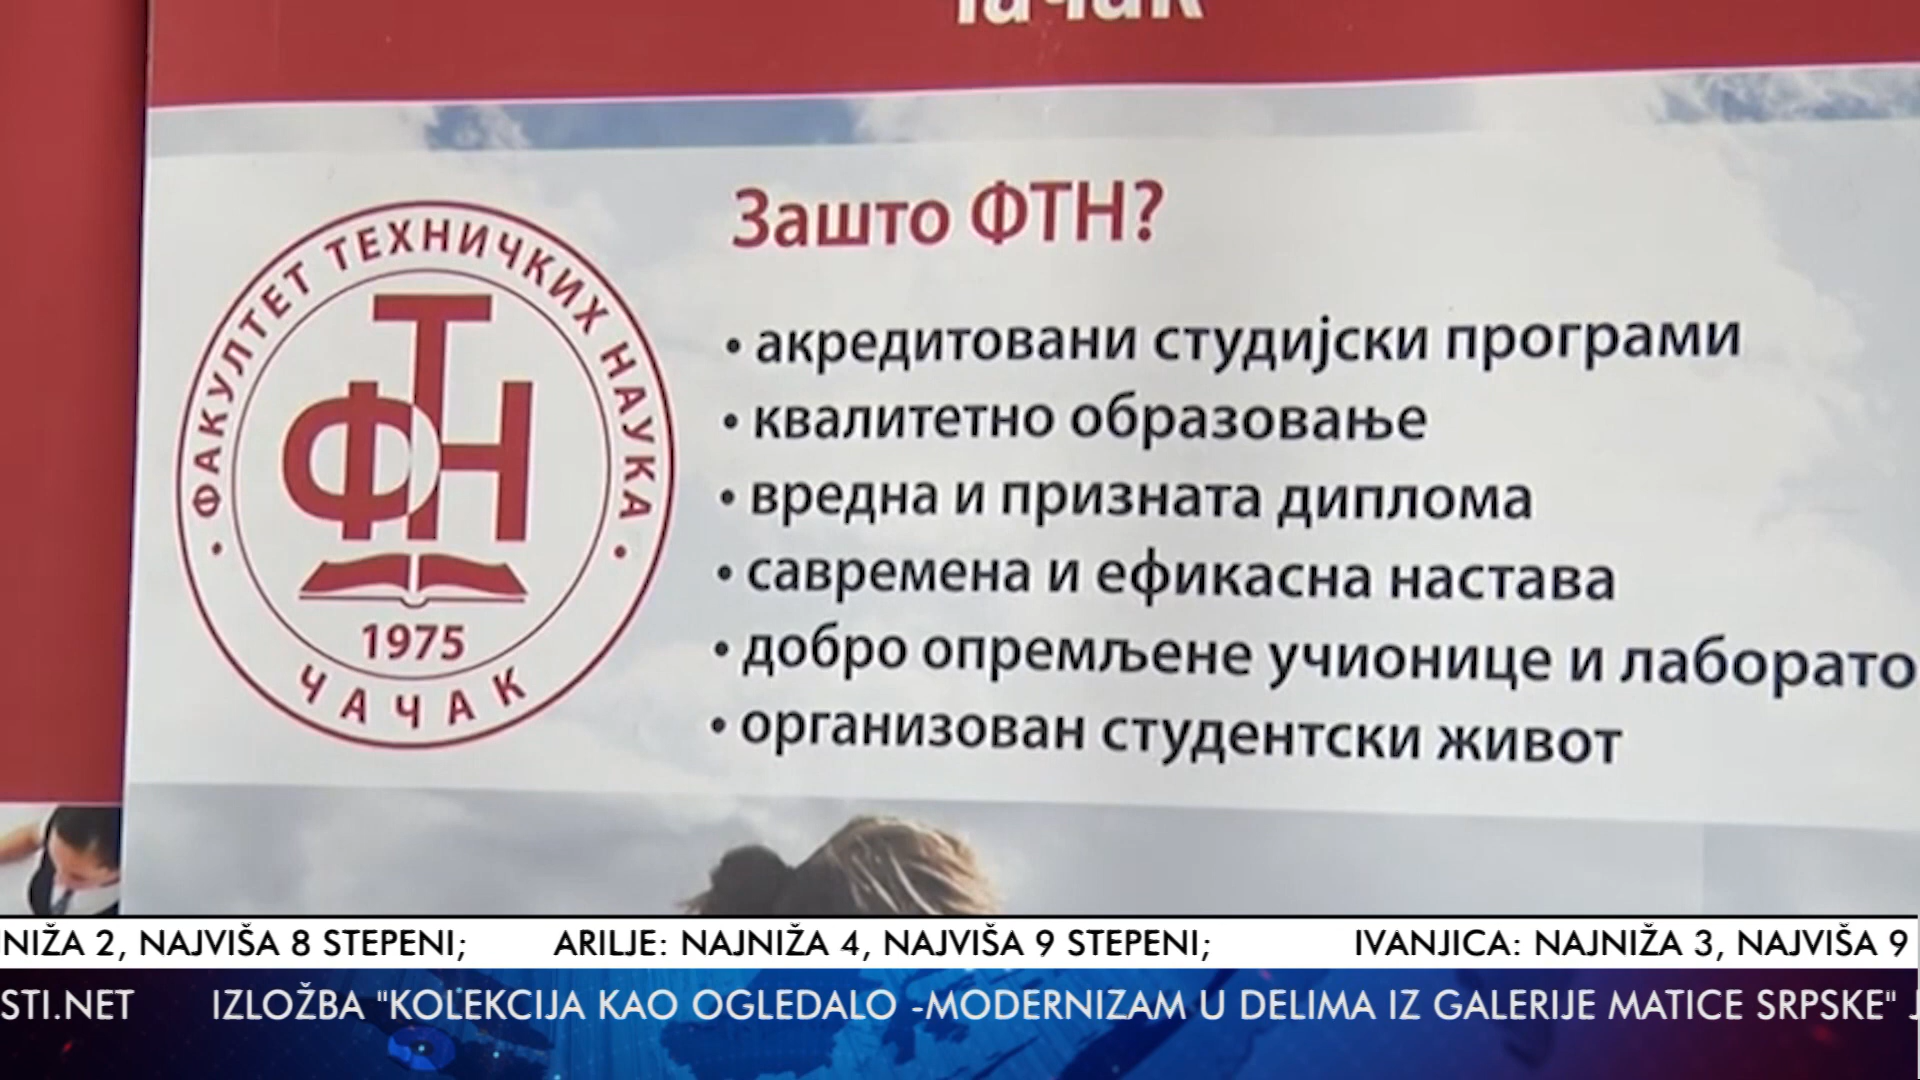 Чачак
ФАКУЛТЕТ ТЕХНИЧКИХ НАУКА
ФТН
1975
ЧАЧАК
Зашто ФТН?
• акредитовани студијски програми
• квалитетно образовање
• вредна и призната диплома
• савремена и ефикасна настава
• добро опремљене учионице и лаборато
• организован студентски живот
NIŽA 2, NAJVIŠA 8 STEPENI; ARILJE: NAJNIŽA 4, NAJVIŠA 9 STEPENI; IVANJICA: NAJNIŽA 3, NAJVIŠA 9
STI.NET IZLOŽBA "KOLEKCIJA KAO OGLEDALO -MODERNIZAM U DELIMA IZ GALERIJE MATICE SRPSKE"